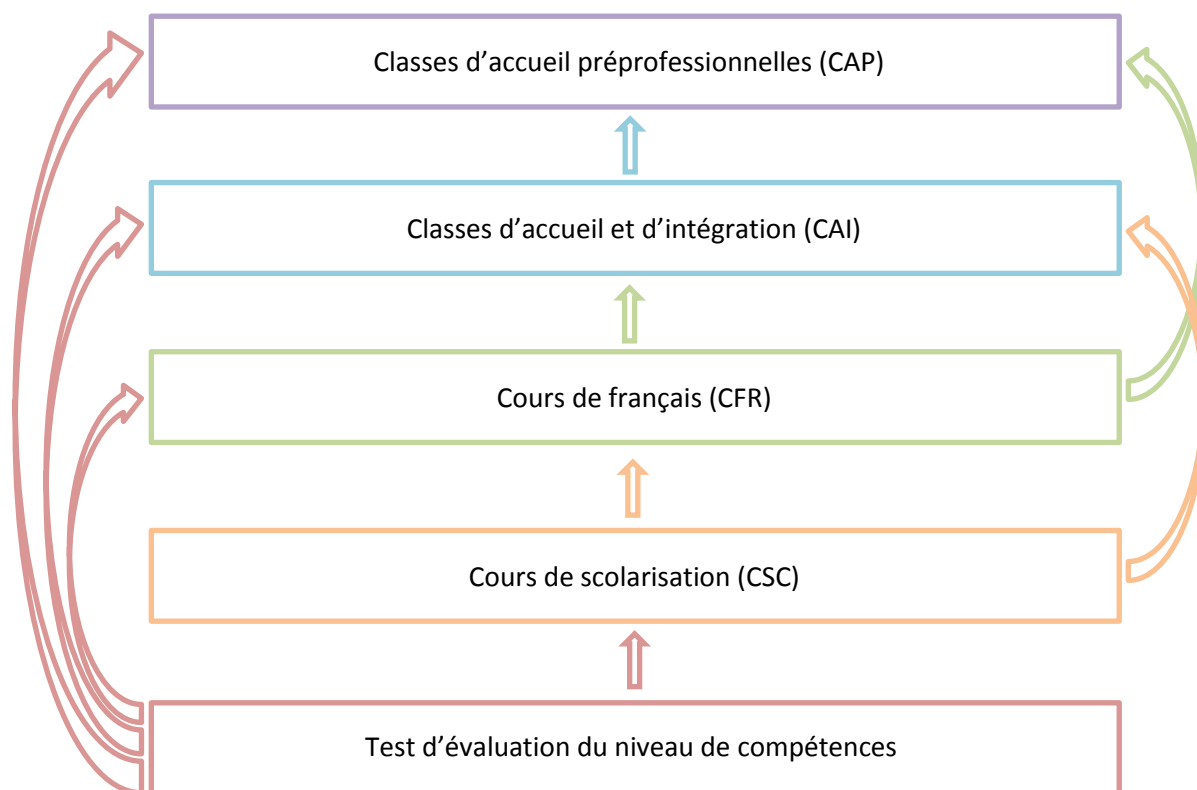 Classes d’accueil préprofessionnelles (CAP)
Classes d’accueil et d’intégration (CAI)
Cours de français (CFR)
Cours de scolarisation (CSC)
Test d’évaluation du niveau de compétences